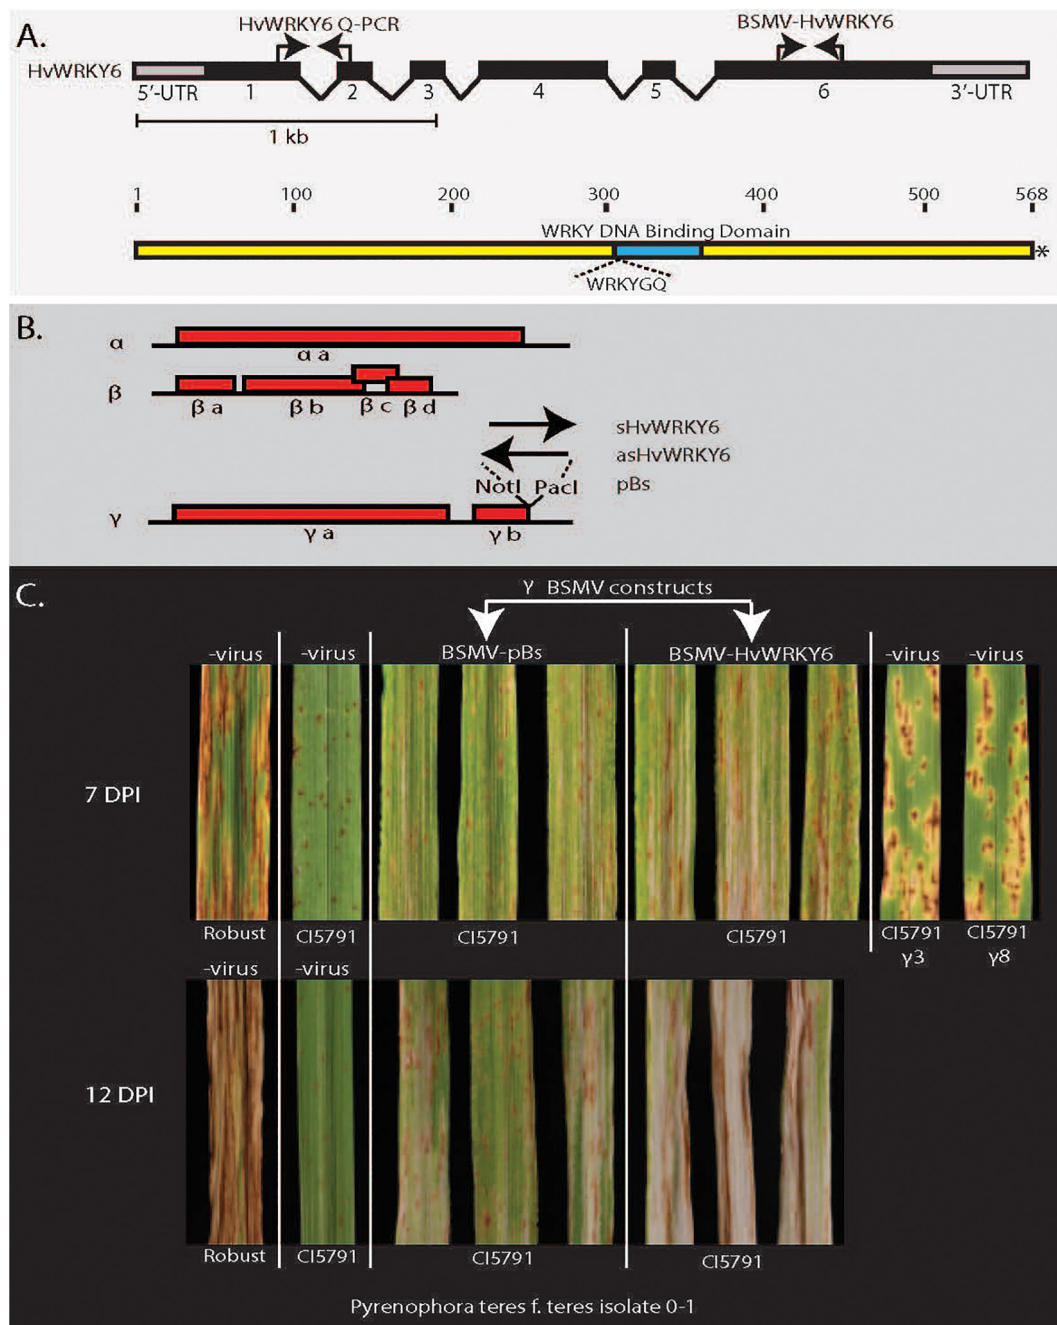 A.
HvWRKY6 Q-PCR
BSMV-HvWRKY6
HvWRKY6
5′-UTR 1 2 3 4 5 6 3′-UTR
1 kb
1 100 200 300 400 500 568
WRKY DNA Binding Domain
*
WRKYGQ
B.
α
α a
β
β a β b β c β d
sHvWRKY6
asHvWRKY6
NotI PacI pBs
γ
γ a γ b
C.
γ BSMV constructs
-virus -virus BSMV-pBs BSMV-HvWRKY6 -virus -virus
7 DPI
Robust CI5791 CI5791 CI5791 CI5791 CI5791
γ3 γ8
-virus -virus
12 DPI
Robust CI5791 CI5791 CI5791
Pyrenophora teres f. teres isolate 0-1